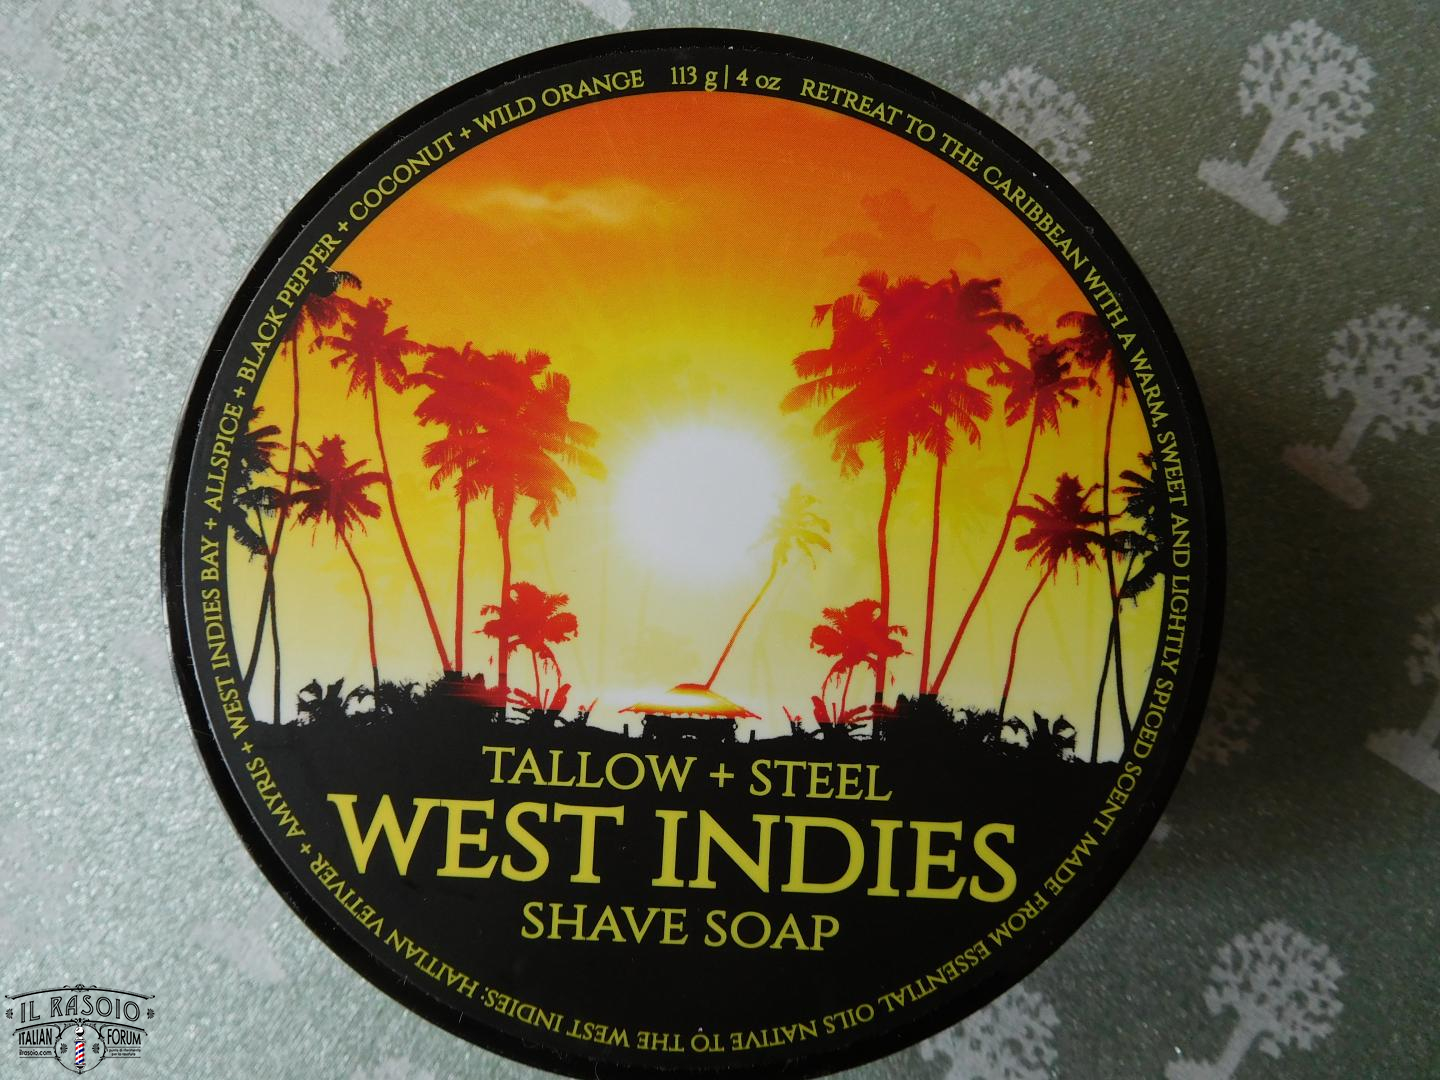 113 g | 4 oz
RETREAT TO THE CARIBBEAN WITH A WARM, SWEET AND LIGHTLY SPICED SCENT MADE FROM ESSENTIAL OILS NATIVE TO THE WEST INDIES: HAITIAN VETIVER + AMYRIS + WEST INDIES BAY + ALLSPICE + BLACK PEPPER + COCONUT + WILD ORANGE
TALLOW + STEEL
WEST INDIES
SHAVE SOAP
IL RASOIO
ITALIAN FORUM
ilrasoio.com